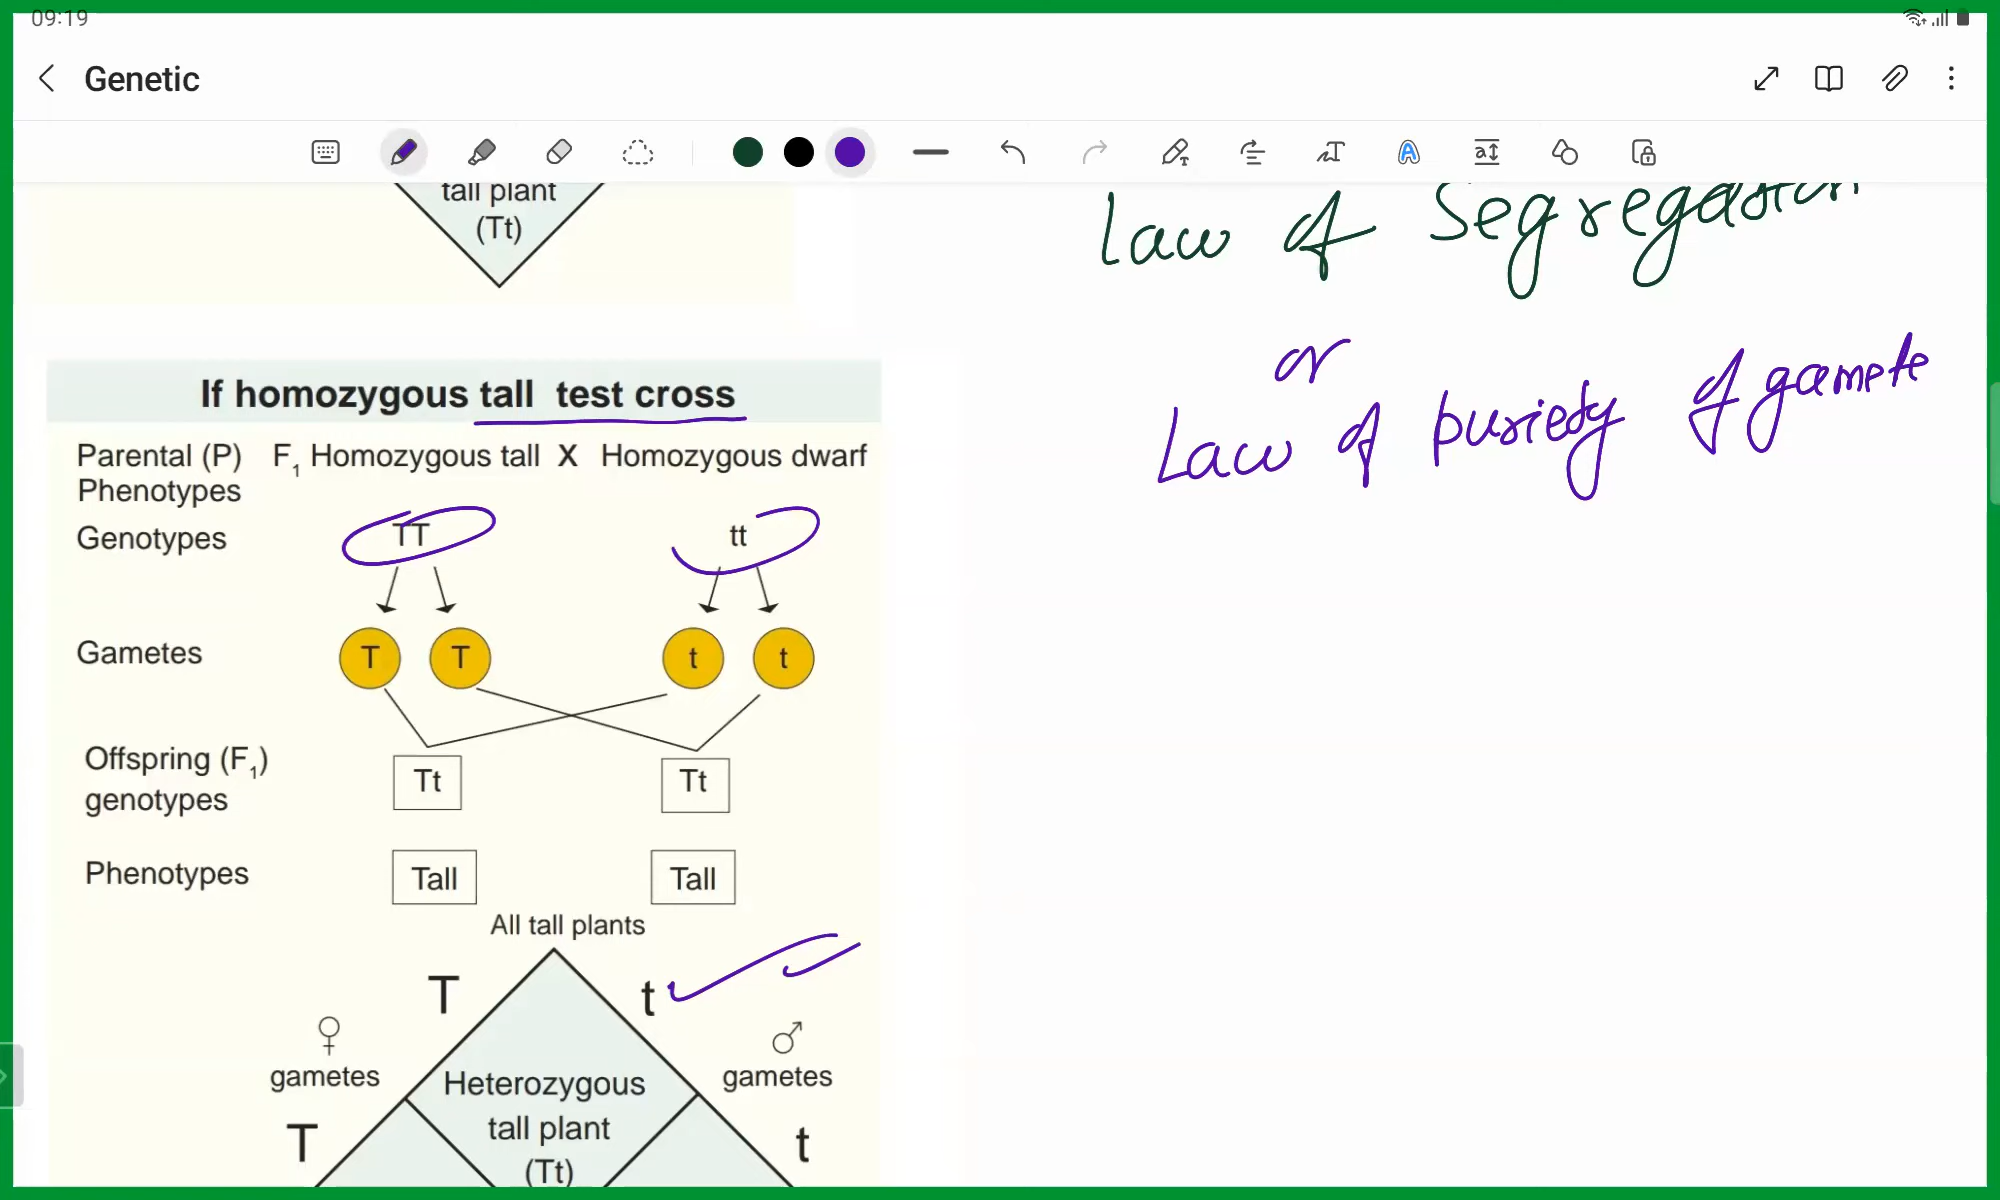 09:19
Genetic
tall plant
(Tt)
Law of Segregation
or
Law of puriety of gamete
If homozygous tall test cross
Parental (P) F1 Homozygous tall X Homozygous dwarf
Phenotypes
Genotypes TT tt
Gametes T T t t
Offspring (F1) Tt Tt
genotypes
Phenotypes Tall Tall
All tall plants
T t
♀ ♂
gametes gametes
Heterozygous
tall plant
T t
(Tt)